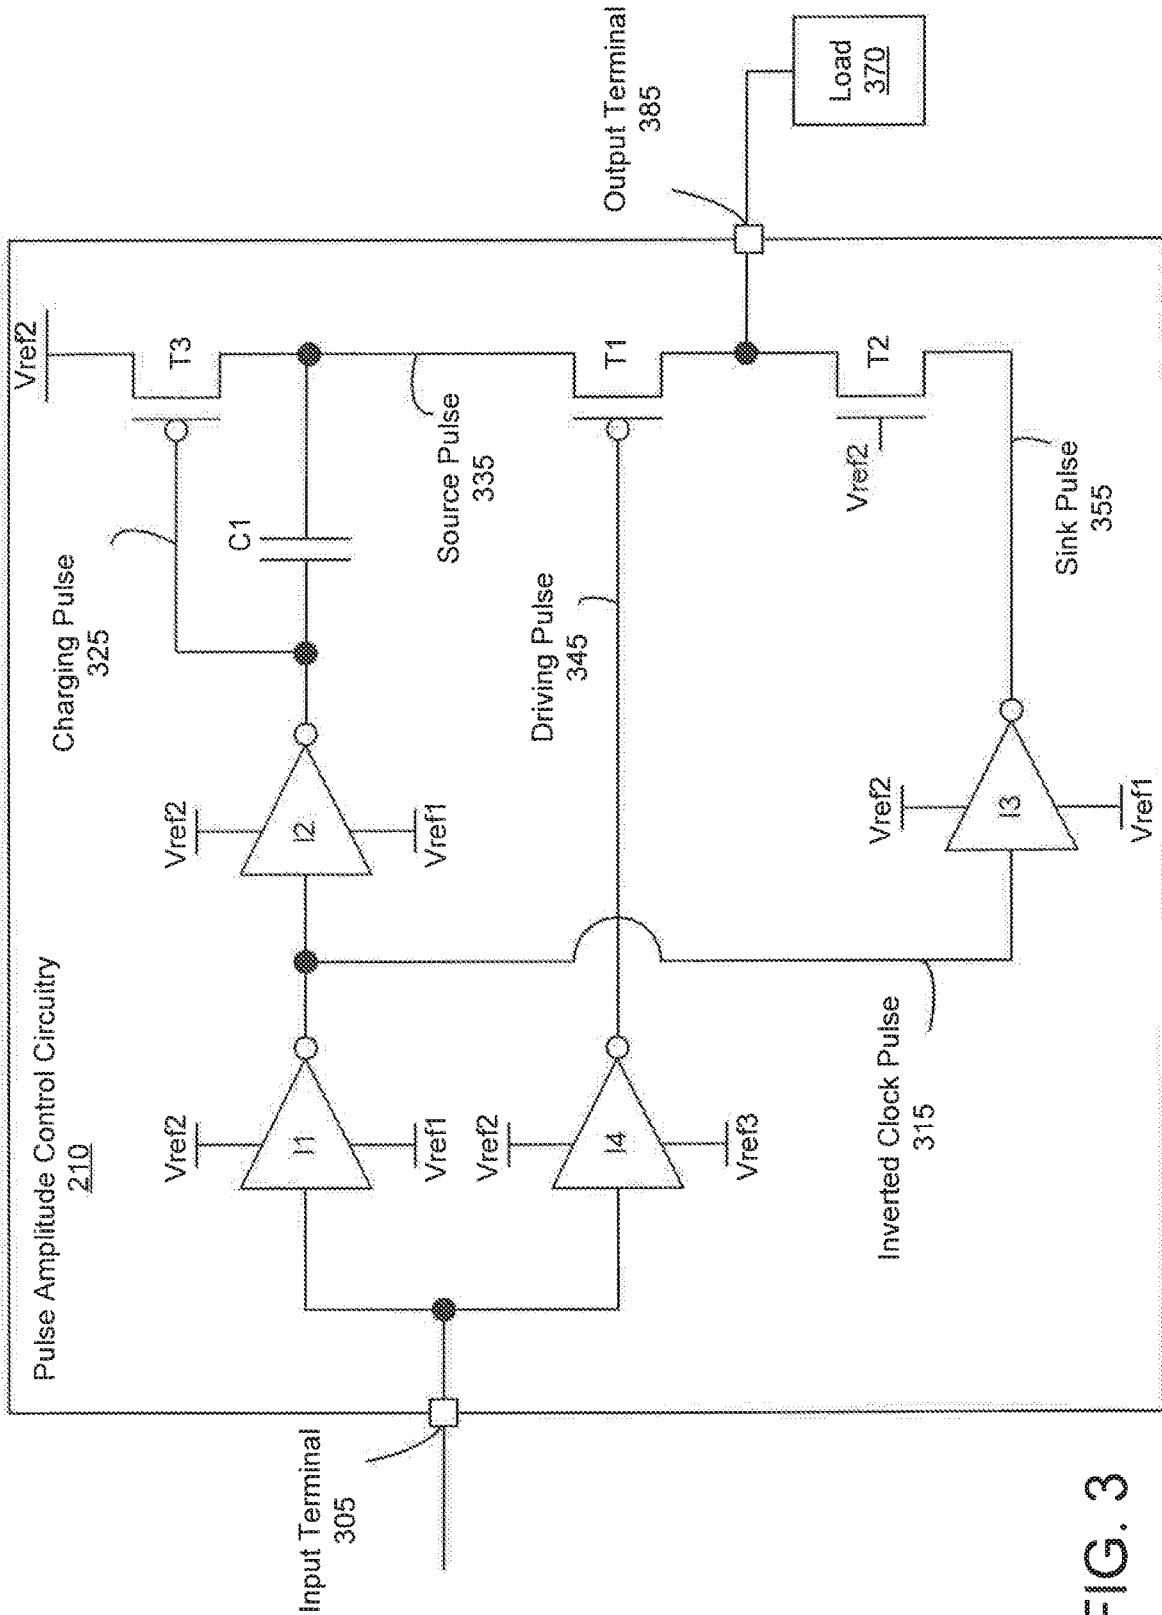 Pulse Amplitude Control Circuitry
210
Input Terminal
305
Vref2
I1
Vref1
Vref2
I2
Vref1
Charging Pulse
325
C1
Vref2
T3
Source Pulse
335
Vref2
I4
Vref3
Driving Pulse
345
T1
Output Terminal
385
Load
370
Inverted Clock Pulse
315
Vref2
I3
Vref1
Vref2
T2
Sink Pulse
355
FIG. 3